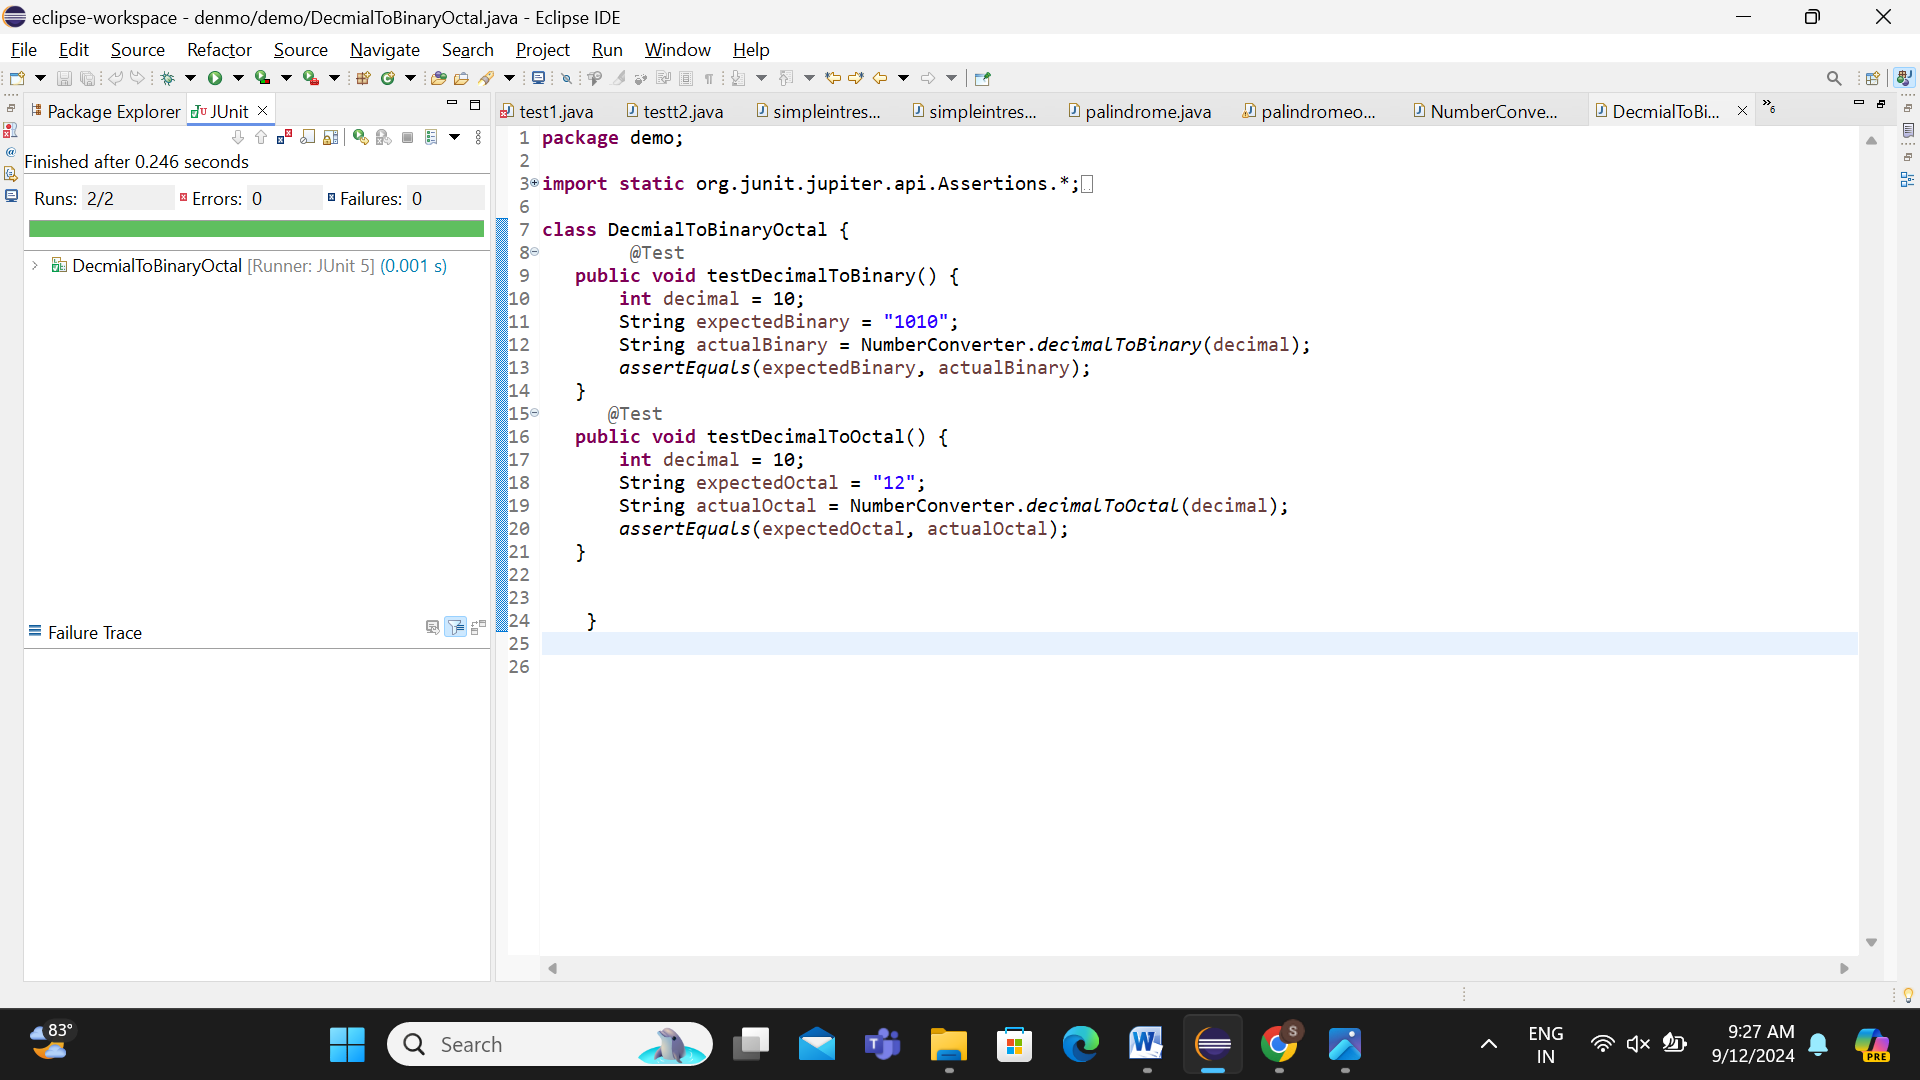 eclipse-workspace - denmo/demo/DecmialToBinaryOctal.java - Eclipse IDE
File Edit Source Refactor Source Navigate Search Project Run Window Help
Package Explorer JUnit
test1.java testt2.java simpleintres... simpleintres... palindrome.java palindromeo... NumberConve... DecmialToBi... »6
Finished after 0.246 seconds
Runs: 2/2 Errors: 0 Failures: 0
DecmialToBinaryOctal [Runner: JUnit 5] (0.001 s)
Failure Trace
1 package demo;
2
3 import static org.junit.jupiter.api.Assertions.*;
6
7 class DecmialToBinaryOctal {
8 @Test
9 public void testDecimalToBinary() {
10 int decimal = 10;
11 String expectedBinary = "1010";
12 String actualBinary = NumberConverter.decimalToBinary(decimal);
13 assertEquals(expectedBinary, actualBinary);
14 }
15 @Test
16 public void testDecimalToOctal() {
17 int decimal = 10;
18 String expectedOctal = "12";
19 String actualOctal = NumberConverter.decimalToOctal(decimal);
20 assertEquals(expectedOctal, actualOctal);
21 }
22
23
24 }
25
26
83°
Search
S
ENG
IN
9:27 AM
9/12/2024
PRE